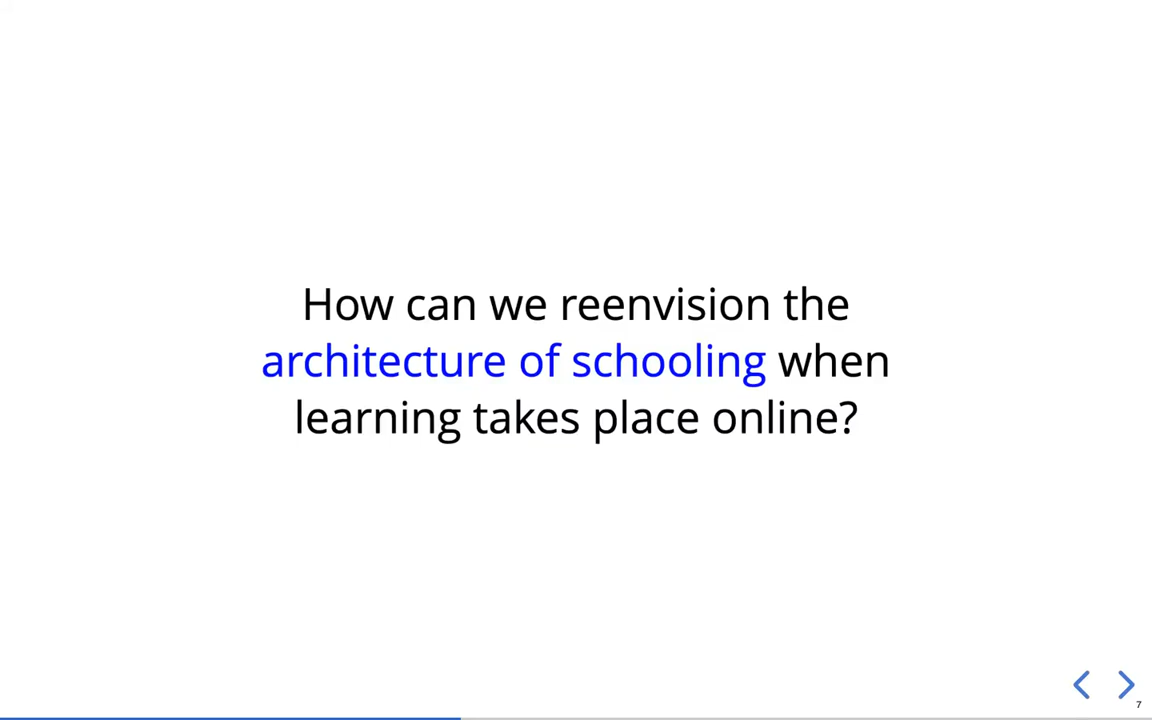 How can we reenvision the
architecture of schooling when
learning takes place online?
7